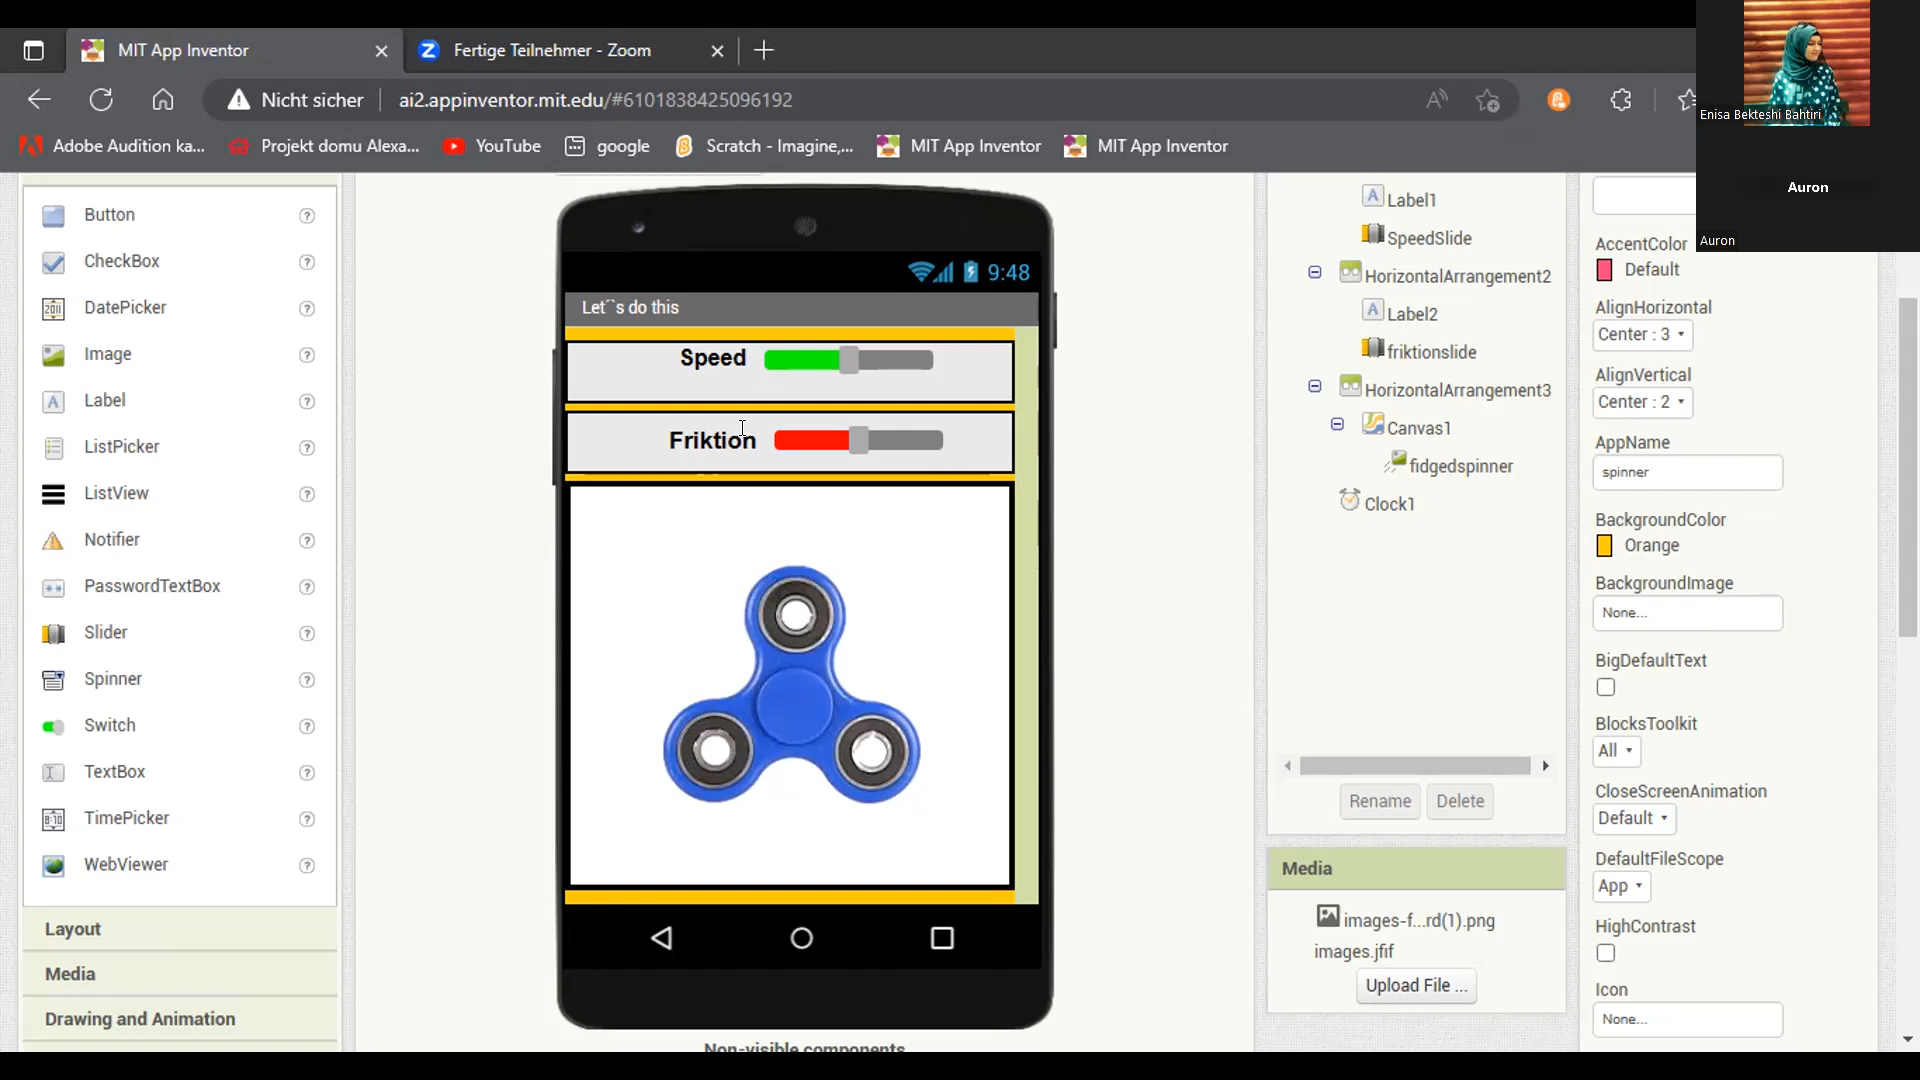 MIT App Inventor
Fertige Teilnehmer - Zoom
Nicht sicher
ai2.appinventor.mit.edu/#6101838425096192
Adobe Audition ka...
Projekt domu Alexa...
YouTube
google
Scratch - Imagine,...
MIT App Inventor
MIT App Inventor
Enisa Bekteshi Bahtiri
Auron
Auron
Button
CheckBox
DatePicker
Image
Label
ListPicker
ListView
Notifier
PasswordTextBox
Slider
Spinner
Switch
TextBox
TimePicker
WebViewer
Layout
Media
Drawing and Animation
9:48
Let´`s do this
Speed
Friktion
Non-visible components
Label1
SpeedSlide
HorizontalArrangement2
Label2
friktionslide
HorizontalArrangement3
Canvas1
fidgedspinner
Clock1
Rename
Delete
Media
images-f...rd(1).png
images.jfif
Upload File ...
AccentColor
Default
AlignHorizontal
Center : 3
AlignVertical
Center : 2
AppName
spinner
BackgroundColor
Orange
BackgroundImage
None...
BigDefaultText
BlocksToolkit
All
CloseScreenAnimation
Default
DefaultFileScope
App
HighContrast
Icon
None...